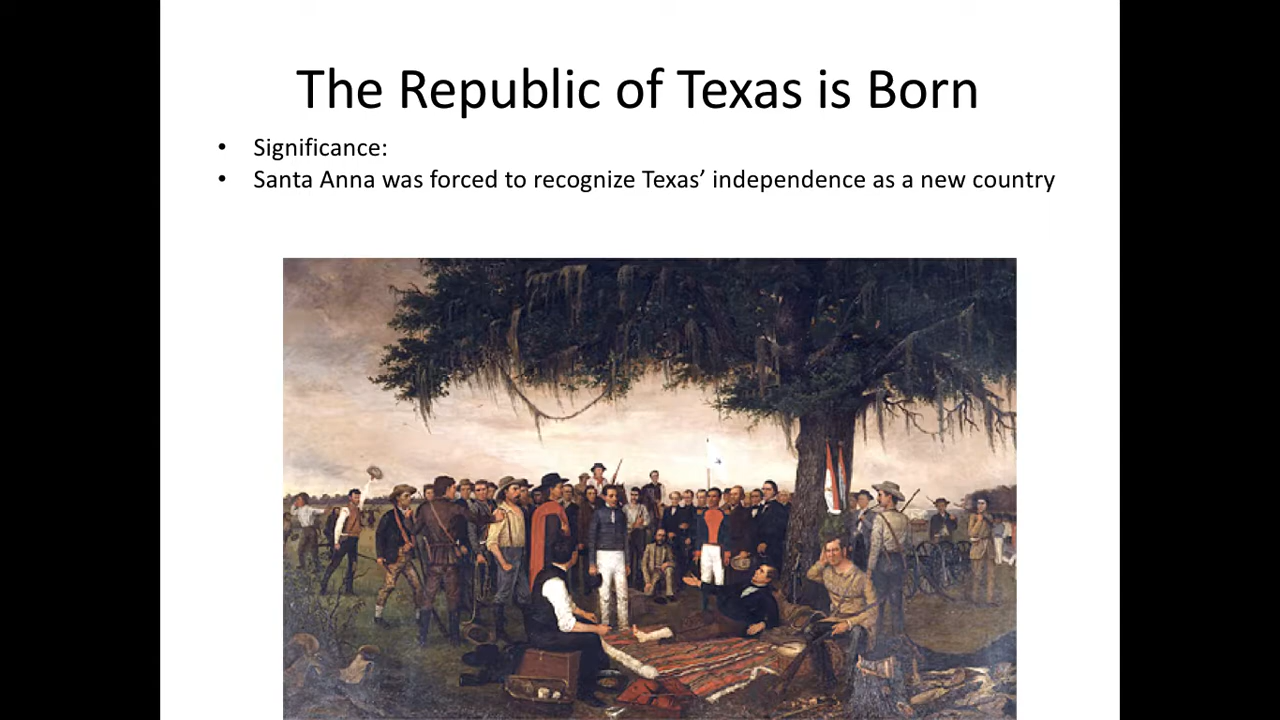 The Republic of Texas is Born
• Significance:
• Santa Anna was forced to recognize Texas’ independence as a new country